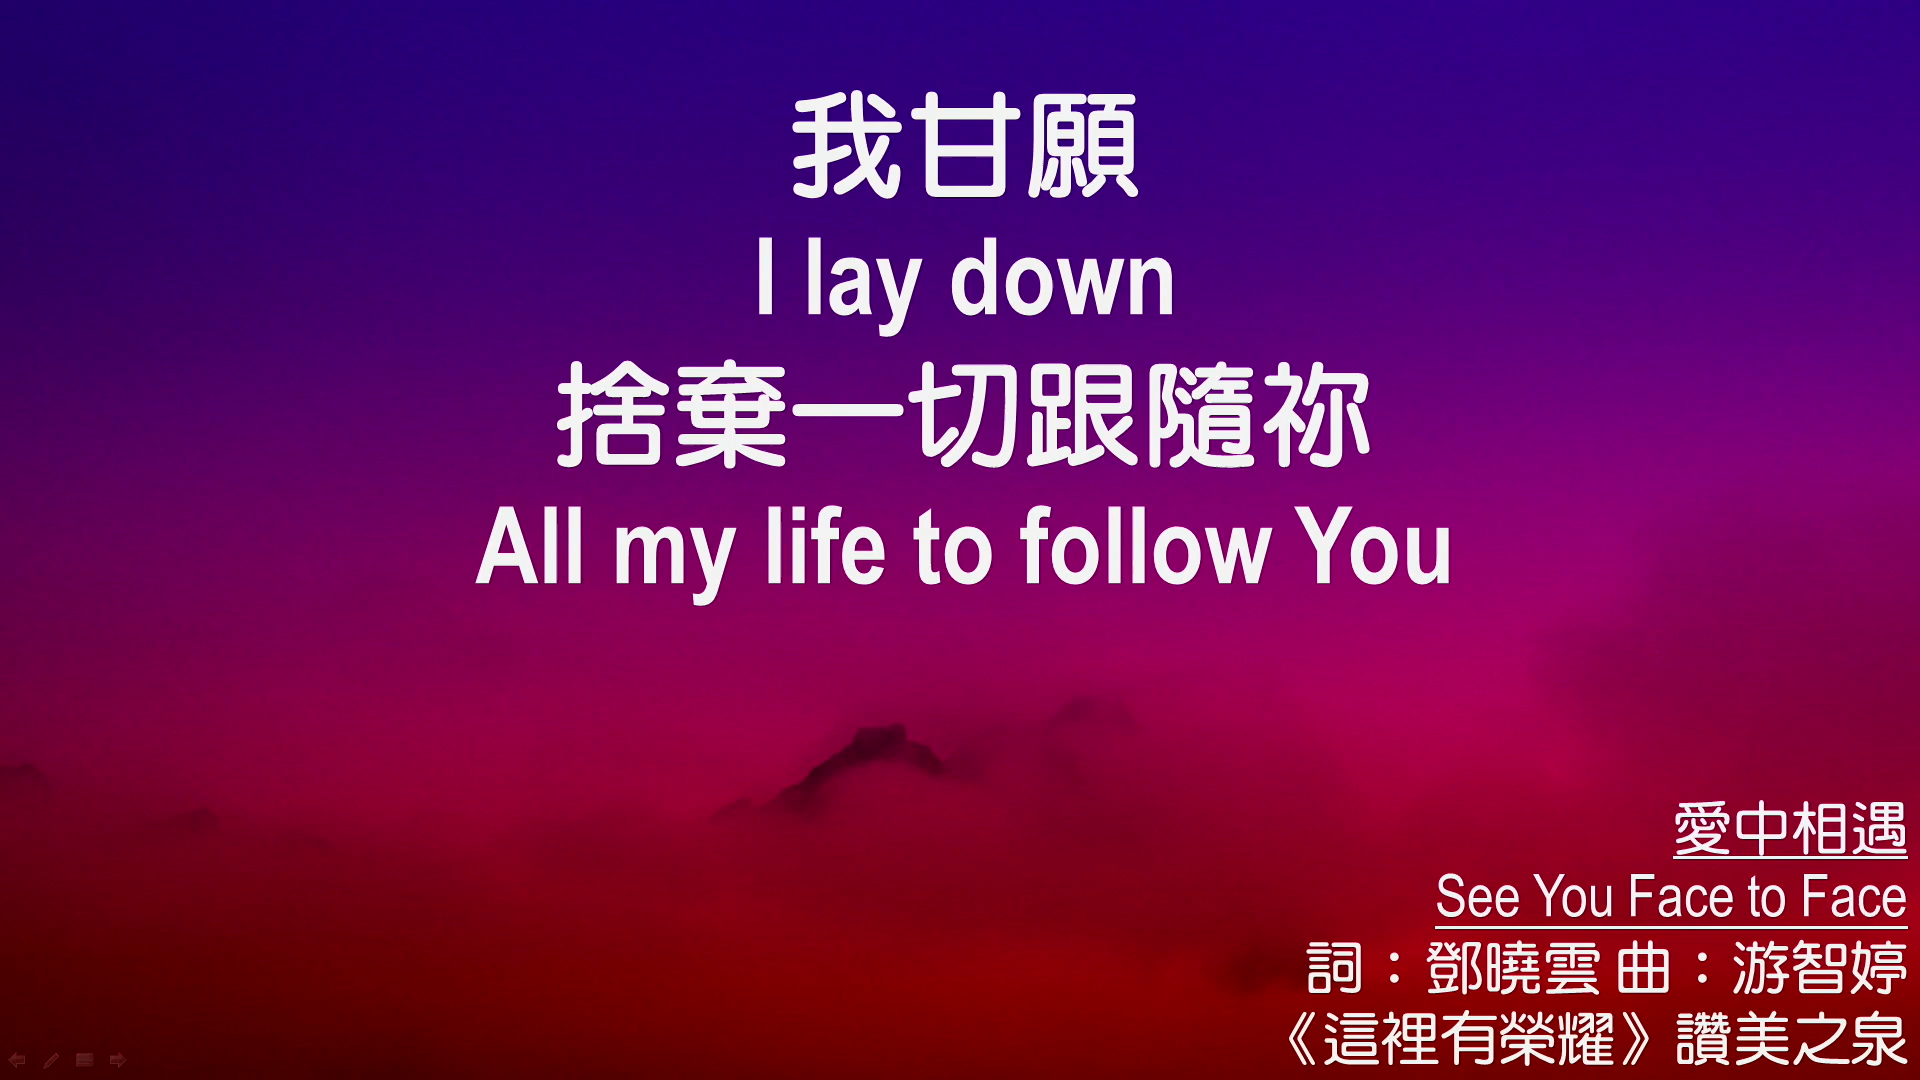 我甘願
I lay down
捨棄一切跟隨祢
All my life to follow You
愛中相遇
See You Face to Face
詞：鄧曉雲 曲：游智婷
《這裡有榮耀》讚美之泉